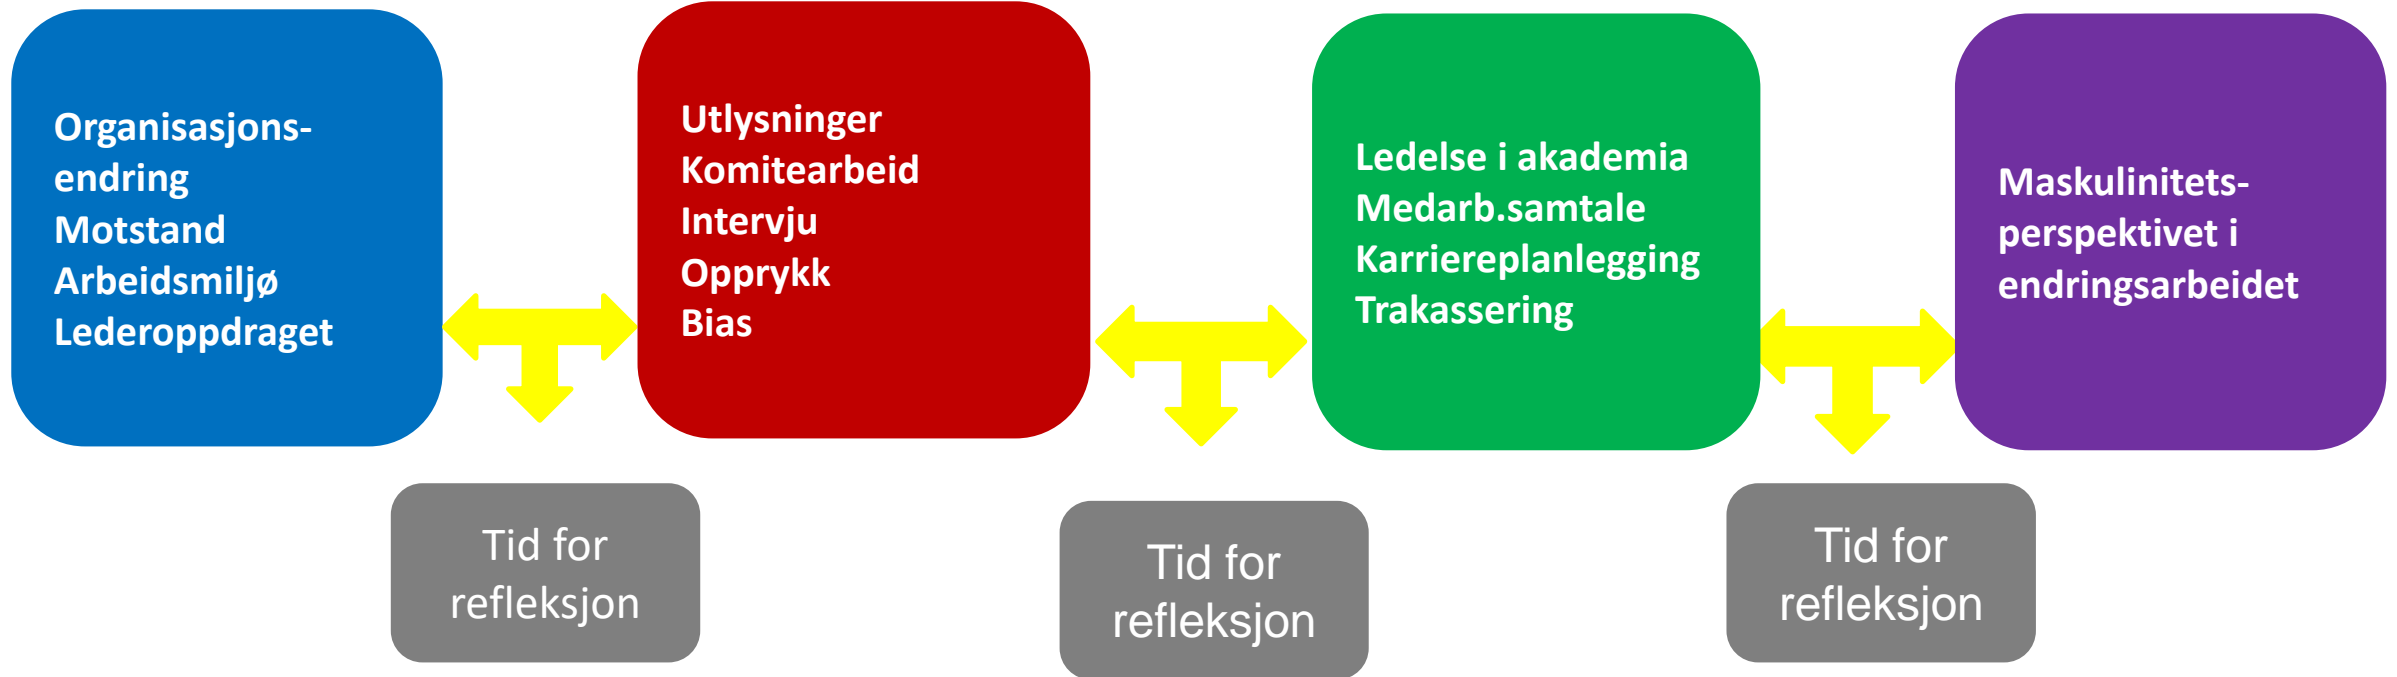 Organisasjons-
endring
Motstand
Arbeidsmiljø
Lederoppdraget
Utlysninger
Komitearbeid
Intervju
Opprykk
Bias
Ledelse i akademia
Medarb.samtale
Karriereplanlegging
Trakassering
Maskulinitets-
perspektivet i
endringsarbeidet
Tid for
refleksjon
Tid for
refleksjon
Tid for
refleksjon